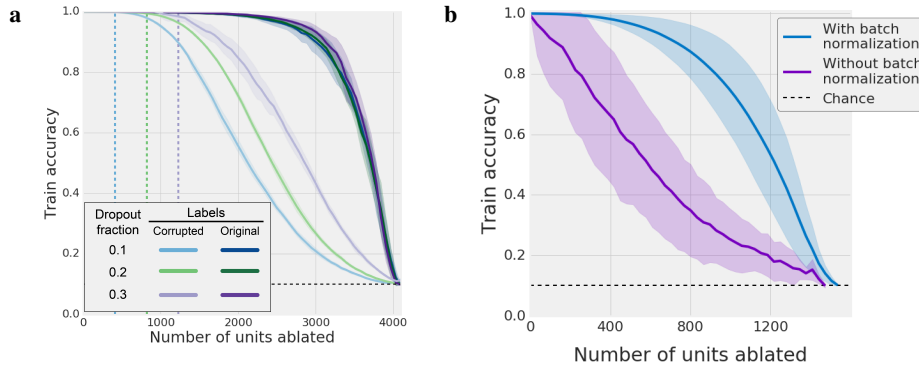 a
1.0
0.8
0.6
0.4
0.2
0.0
Train accuracy
Dropout
fraction
Labels
Corrupted Original
0.1
0.2
0.3
0 1000 2000 3000 4000
Number of units ablated
b
1.0
0.8
0.6
0.4
0.2
0.0
Train accuracy
With batch
normalization
Without batch
normalization
Chance
0 400 800 1200
Number of units ablated